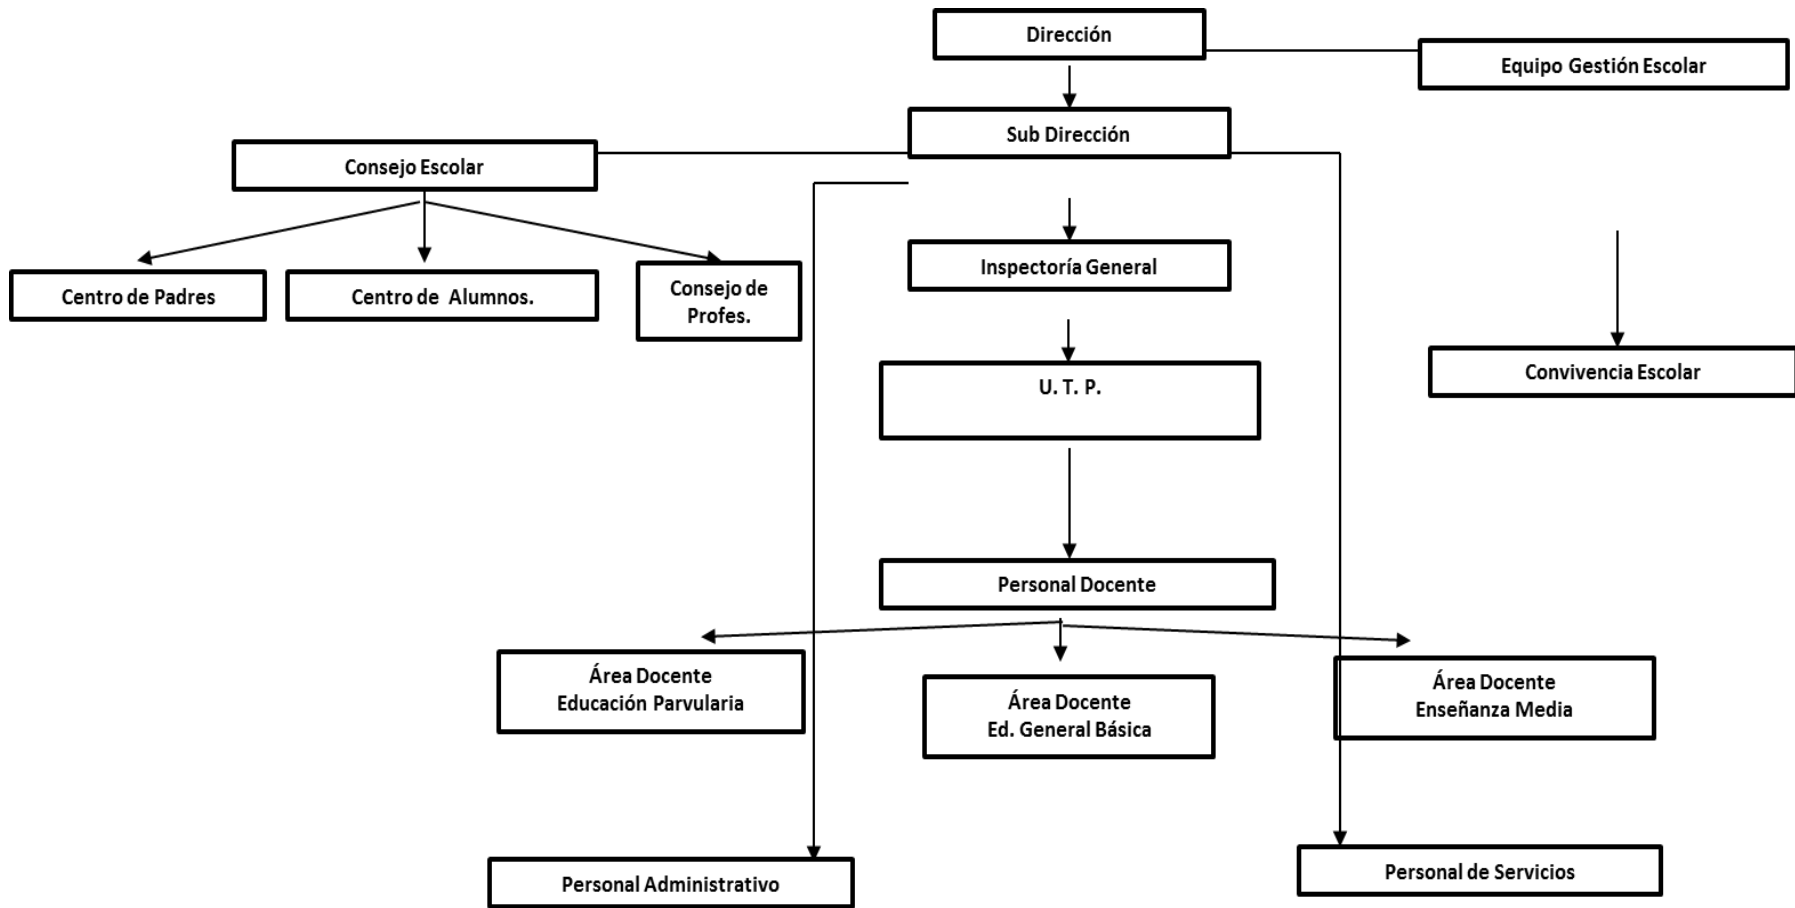 Dirección
Equipo Gestión Escolar
Sub Dirección
Consejo Escolar
Inspectoría General
Centro de Padres
Centro de  Alumnos.
Consejo de
Profes.
U. T. P.
Convivencia Escolar
Personal Docente
Área Docente
Educación Parvularia
Área Docente
Ed. General Básica
Área Docente
Enseñanza Media
Personal Administrativo
Personal de Servicios